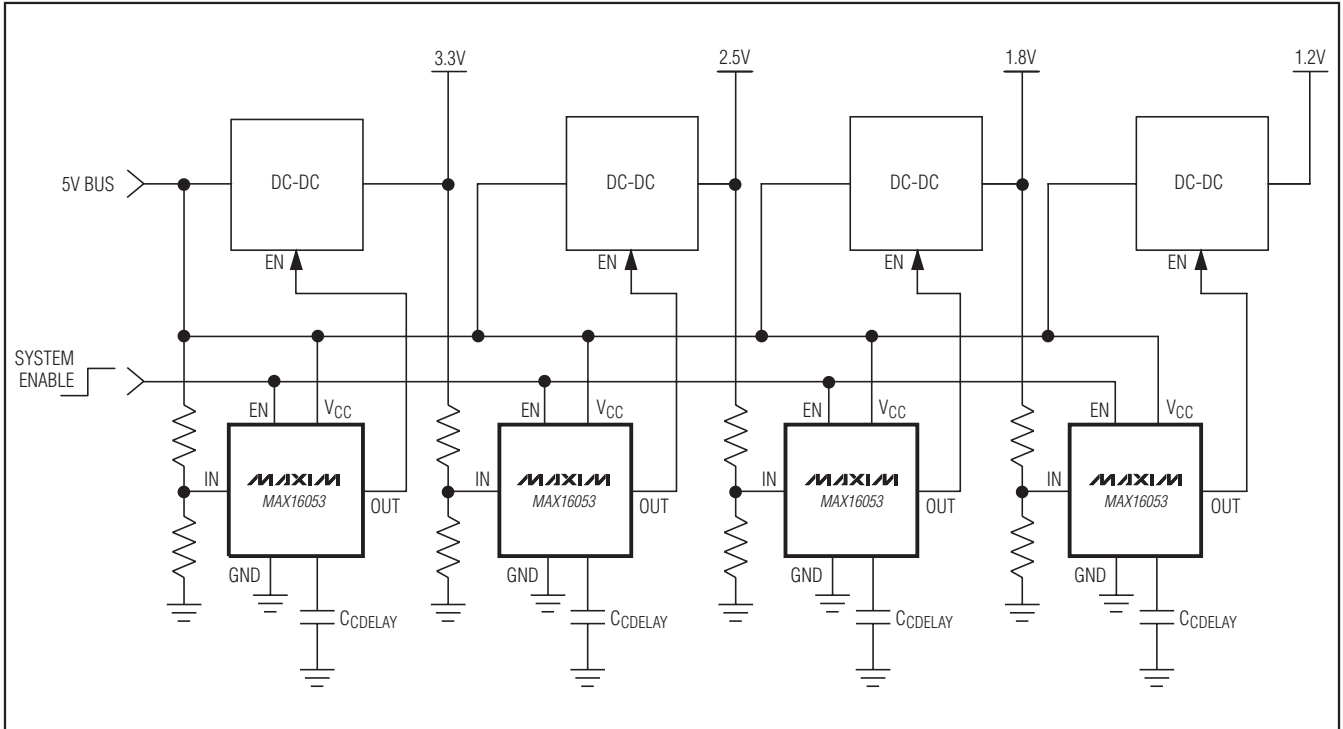 3.3V
2.5V
1.8V
1.2V
5V BUS
DC-DC
DC-DC
DC-DC
DC-DC
EN
EN
EN
EN
SYSTEM
ENABLE
EN
VCC
EN
VCC
EN
VCC
EN
VCC
IN
MAXIM
MAX16053
OUT
IN
MAXIM
MAX16053
OUT
IN
MAXIM
MAX16053
OUT
IN
MAXIM
MAX16053
OUT
GND
GND
GND
GND
CCDELAY
CCDELAY
CCDELAY
CCDELAY